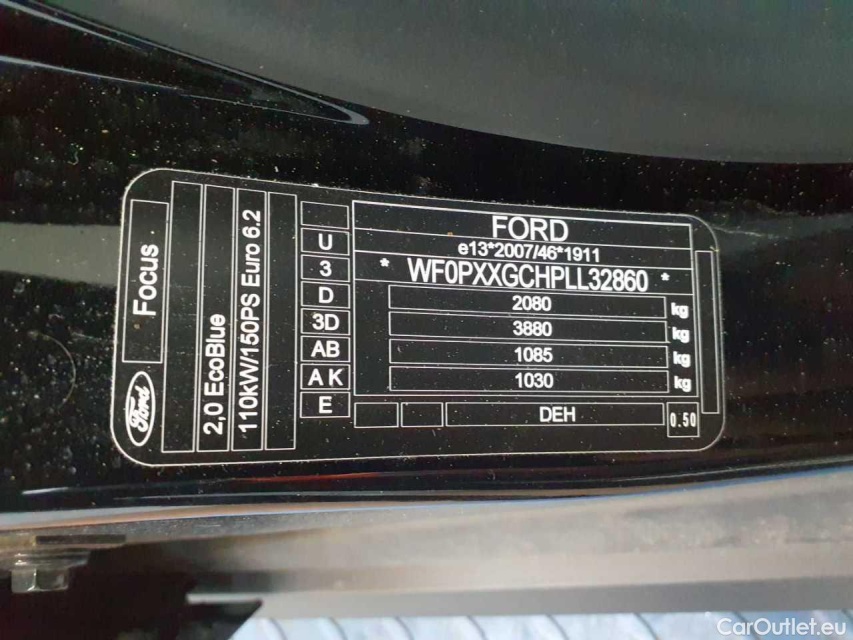 FORD
e13*2007/46*1911
* WF0PXXGCHPLL32860 *
2080 kg
3880 kg
1085 kg
1030 kg
DEH 0.50
U
3
D
3D
AB
A K
E
Focus
Ford
2,0 EcoBlue
110kW/150PS Euro 6.2
CarOutlet.eu